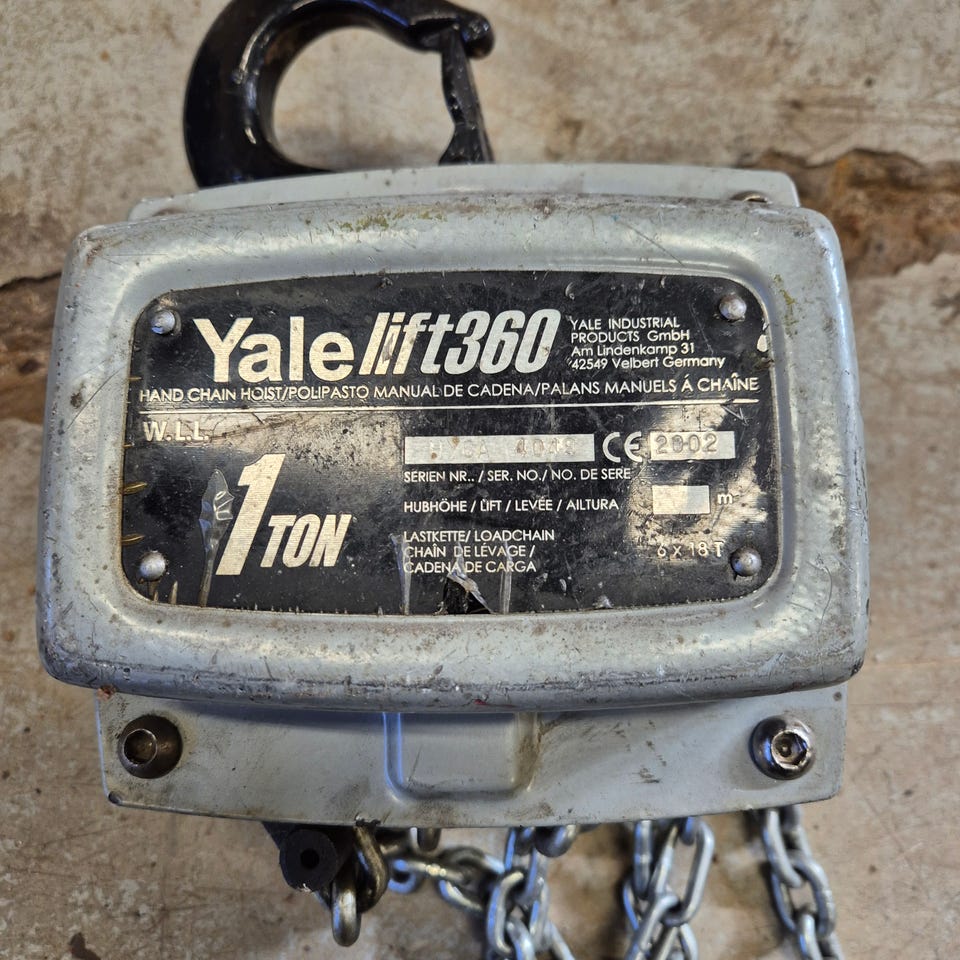 Yale lift360
YALE INDUSTRIAL
PRODUCTS GmbH
Am Lindenkamp 31
42549 Velbert Germany
HAND CHAIN HOIST/POLIPASTO MANUAL DE CADENA/PALANS MANUELS Á CHAÎNE
W.L.L.
1 TON
CE 2002
SERIEN NR.. / SER. NO./ NO. DE SERE
HUBHÖHE / LIFT / LEVÉE / AILTURA m
LASTKETTE/ LOADCHAIN
CHAÎN DE LÉVAGE /
CADENA DE CARGA
6 x 18 T